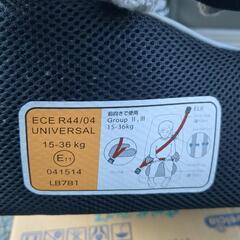 ECE R44/04
UNIVERSAL
15-36 kg
E11
041514
LB7B1
前向きで使用
Group II, III
15-36kg